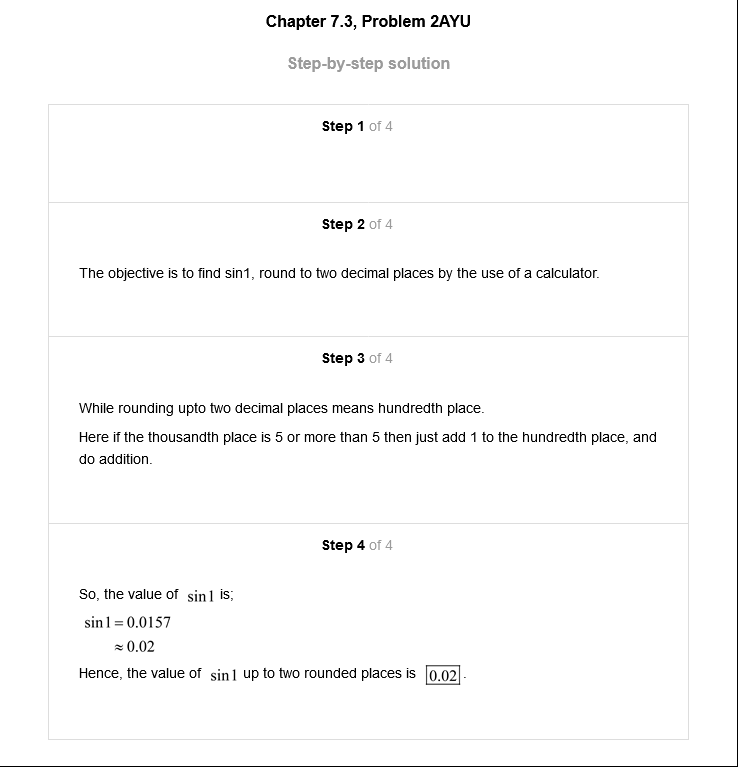 Chapter 7.3, Problem 2AYU
Step-by-step solution
Step 1 of 4
Step 2 of 4
The objective is to find sin1, round to two decimal places by the use of a calculator.
Step 3 of 4
While rounding upto two decimal places means hundredth place.
Here if the thousandth place is 5 or more than 5 then just add 1 to the hundredth place, and
do addition.
Step 4 of 4
So, the value of sin 1 is;
sin 1 = 0.0157
≈ 0.02
Hence, the value of sin 1 up to two rounded places is 0.02.